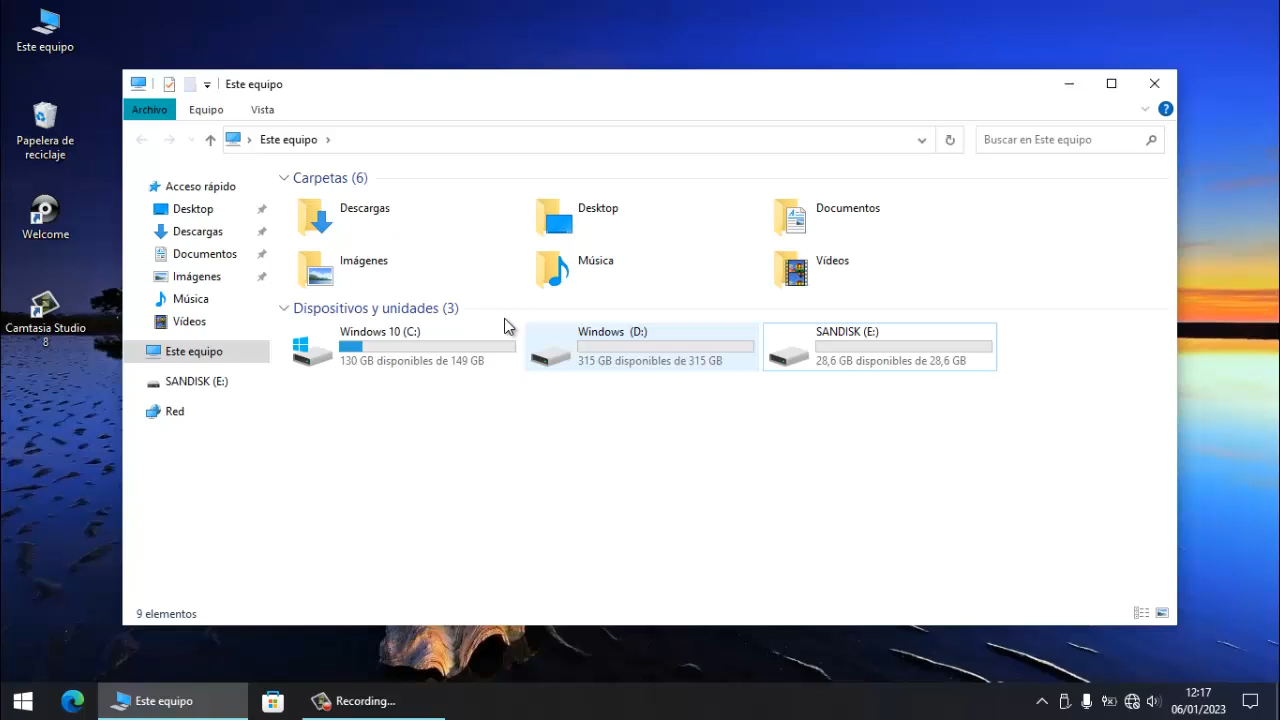 Este equipo
Papelera de
reciclaje
Welcome
Camtasia Studio
8
Este equipo
Archivo
Equipo
Vista
Este equipo
Buscar en Este equipo
Acceso rápido
Desktop
Descargas
Documentos
Imágenes
Música
Vídeos
Este equipo
SANDISK (E:)
Red
Carpetas (6)
Descargas
Desktop
Documentos
Imágenes
Música
Vídeos
Dispositivos y unidades (3)
Windows 10 (C:)
130 GB disponibles de 149 GB
Windows (D:)
315 GB disponibles de 315 GB
SANDISK (E:)
28,6 GB disponibles de 28,6 GB
9 elementos
Este equipo
Recording...
12:17
06/01/2023